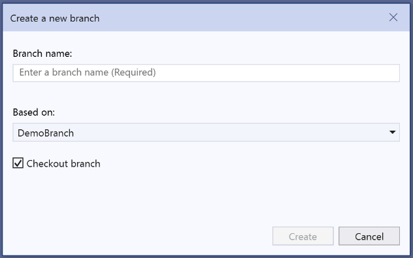 Create a new branch
Branch name:
Enter a branch name (Required)
Based on:
DemoBranch
Checkout branch
Create
Cancel